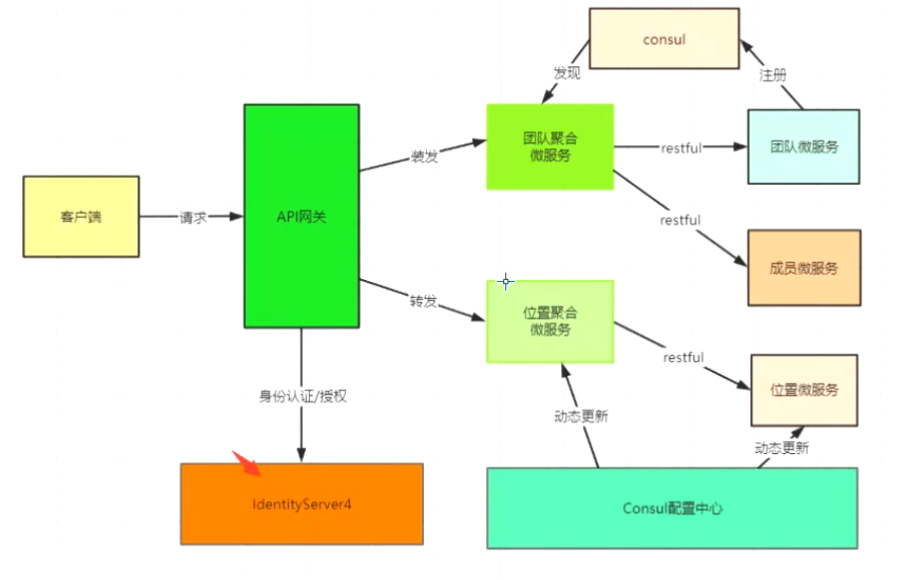 consul
发现
注册
团队聚合
微服务
restful
团队微服务
装发
客户端
请求
API网关
restful
成员微服务
转发
位置聚合
微服务
restful
位置微服务
身份认证/授权
动态更新
动态更新
IdentityServer4
Consul配置中心